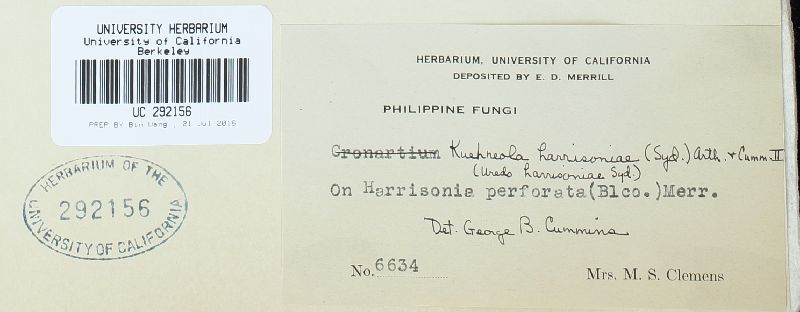 UNIVERSITY HERBARIUM
University of California
Berkeley
UC 292156
PREP BY Bin Wang , 21 Jul 2015
HERBARIUM OF THE
292156
UNIVERSITY OF CALIFORNIA
HERBARIUM, UNIVERSITY OF CALIFORNIA
DEPOSITED BY E. D. MERRILL
PHILIPPINE FUNGI
Gronartium Kuehneola harrisoniae (Syd.) Arth. & Cumm. II
(Uredo harrisoniae Syd.)
On Harrisonia perforata(Blco.)Merr.
Det. George B. Cummins
No. 6634
Mrs. M. S. Clemens